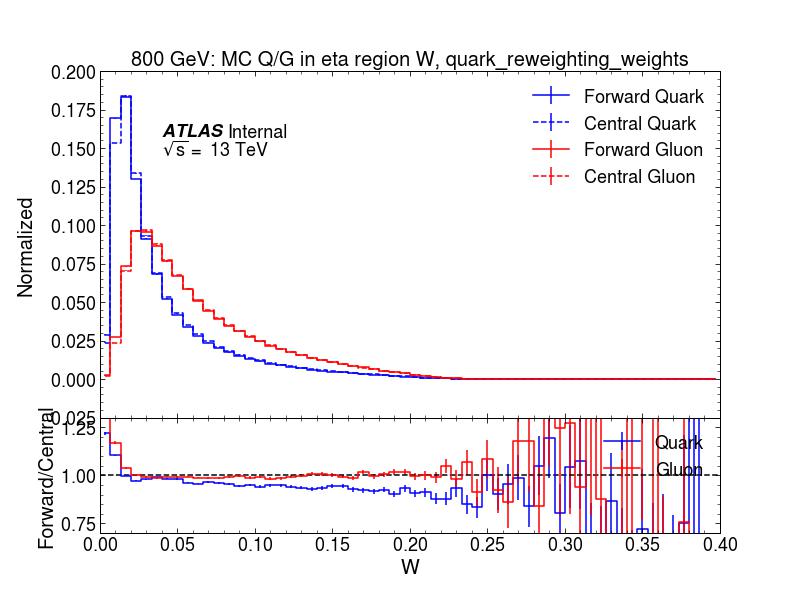 800 GeV: MC Q/G in eta region W, quark_reweighting_weights
0.200
0.175
0.150
0.125
0.100
0.075
0.050
0.025
0.000
0.025
Normalized
ATLAS Internal
√s = 13 TeV
Forward Quark
Central Quark
Forward Gluon
Central Gluon
1.25
1.00
0.75
Forward/Central
Quark
Gluon
0.00 0.05 0.10 0.15 0.20 0.25 0.30 0.35 0.40
W